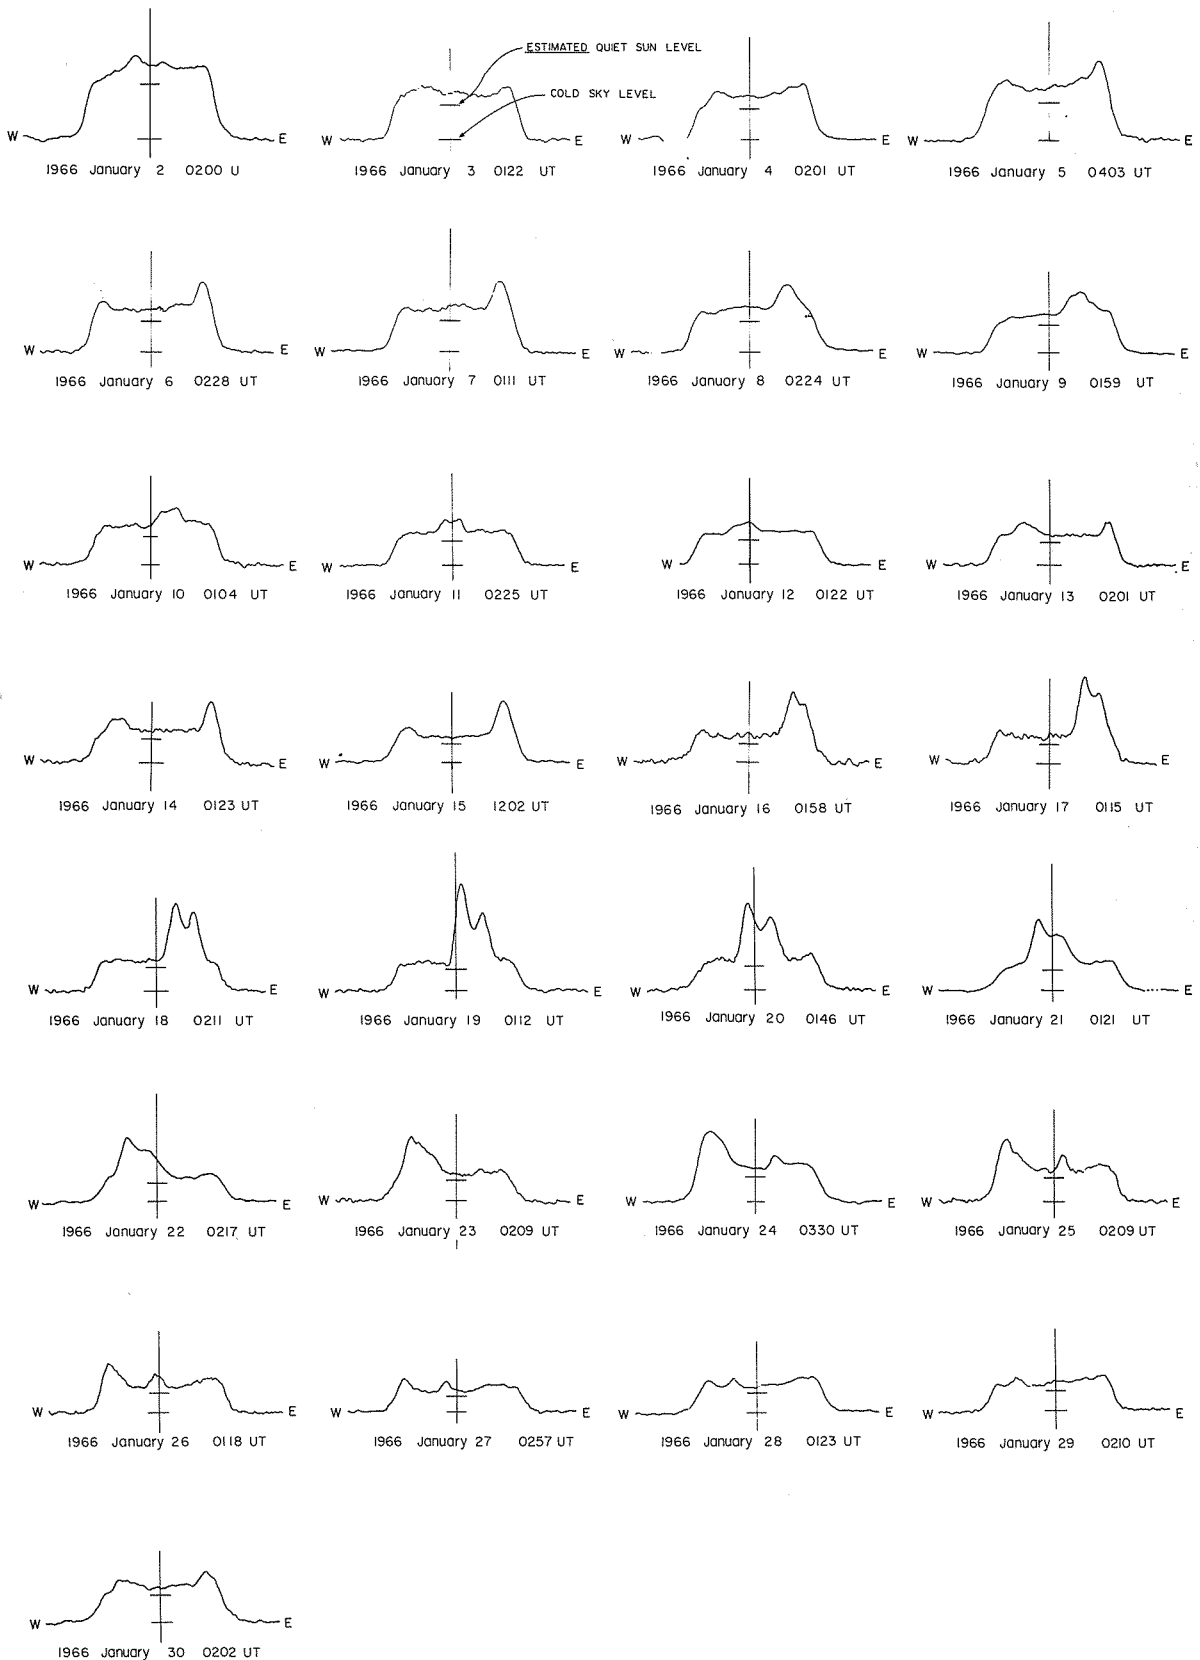 ESTIMATED QUIET SUN LEVEL
COLD SKY LEVEL
W E W E W E W E
1966 January 2 0200 U
1966 January 3 0122 UT
1966 January 4 0201 UT
1966 January 5 0403 UT
W E W E W E W E
1966 January 6 0228 UT
1966 January 7 0111 UT
1966 January 8 0224 UT
1966 January 9 0159 UT
W E W E W E W E
1966 January 10 0104 UT
1966 January 11 0225 UT
1966 January 12 0122 UT
1966 January 13 0201 UT
W E W E W E W E
1966 January 14 0123 UT
1966 January 15 1202 UT
1966 January 16 0158 UT
1966 January 17 0115 UT
W E W E W E W E
1966 January 18 0211 UT
1966 January 19 0112 UT
1966 January 20 0146 UT
1966 January 21 0121 UT
W E W E W E W E
1966 January 22 0217 UT
1966 January 23 0209 UT
1966 January 24 0330 UT
1966 January 25 0209 UT
W E W E W E W E
1966 January 26 0118 UT
1966 January 27 0257 UT
1966 January 28 0123 UT
1966 January 29 0210 UT
W E
1966 January 30 0202 UT